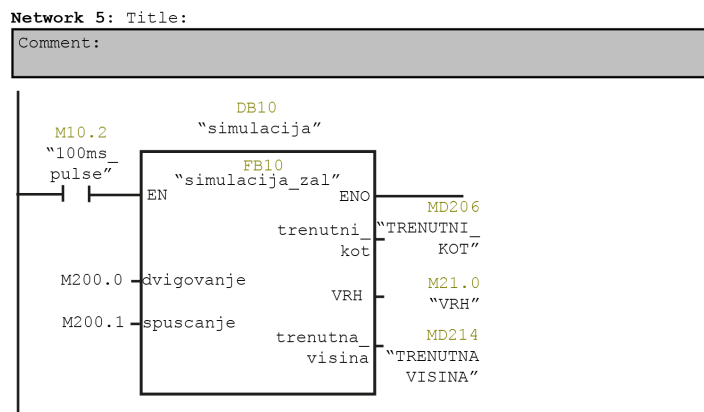 Network 5: Title:
Comment:
DB10
“simulacija”
M10.2
“100ms_
pulse”
FB10
“simulacija_zal”
EN
ENO
MD206
trenutni_
kot
“TRENUTNI_
KOT”
M200.0
dvigovanje
VRH
M21.0
“VRH”
M200.1
spuscanje
trenutna_
visina
MD214
“TRENUTNA
VISINA”